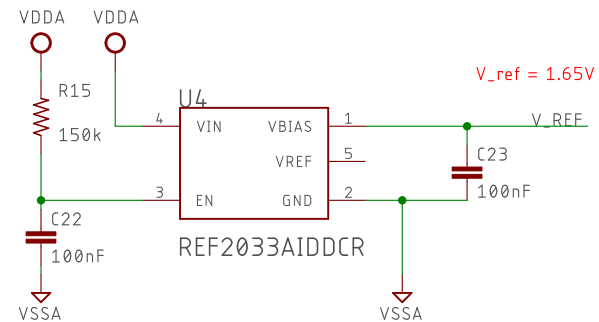 VDDA
VDDA
R15
150k
U4
V_ref = 1.65V
4
VIN
VBIAS
1
V_REF
VREF
5
C23
100nF
3
EN
GND
2
C22
100nF
REF2033AIDDCR
VSSA
VSSA